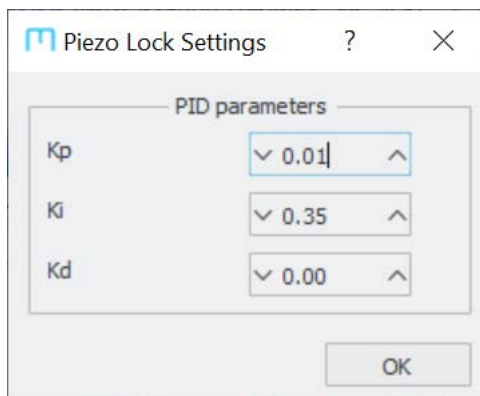 Piezo Lock Settings ?
PID parameters
Kp 0.01
Ki 0.35
Kd 0.00
OK